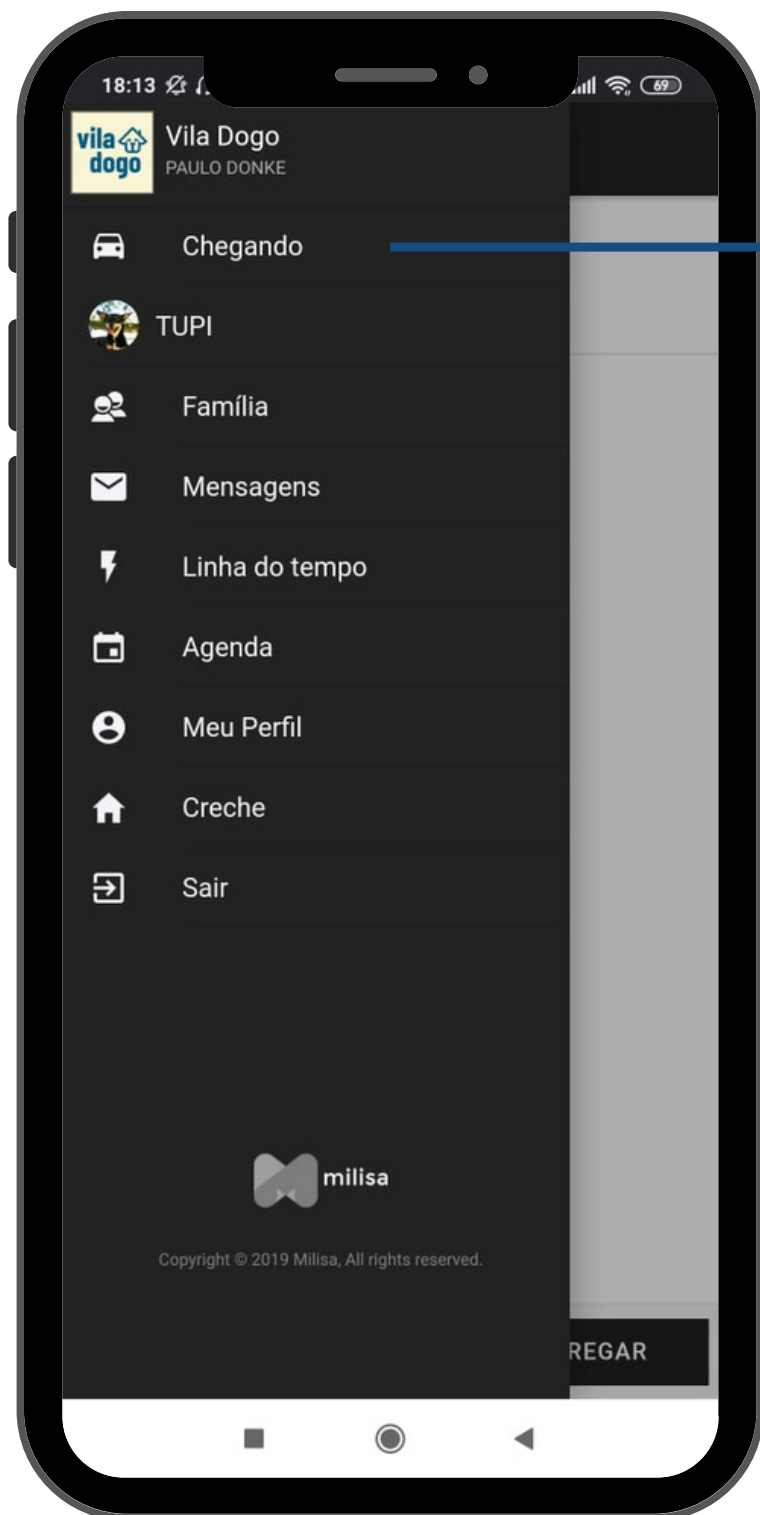 18:13
69
vila
dogo
Vila Dogo
PAULO DONKE
Chegando
TUPI
Família
Mensagens
Linha do tempo
Agenda
Meu Perfil
Creche
Sair
milisa
Copyright © 2019 Milisa, All rights reserved.
REGAR